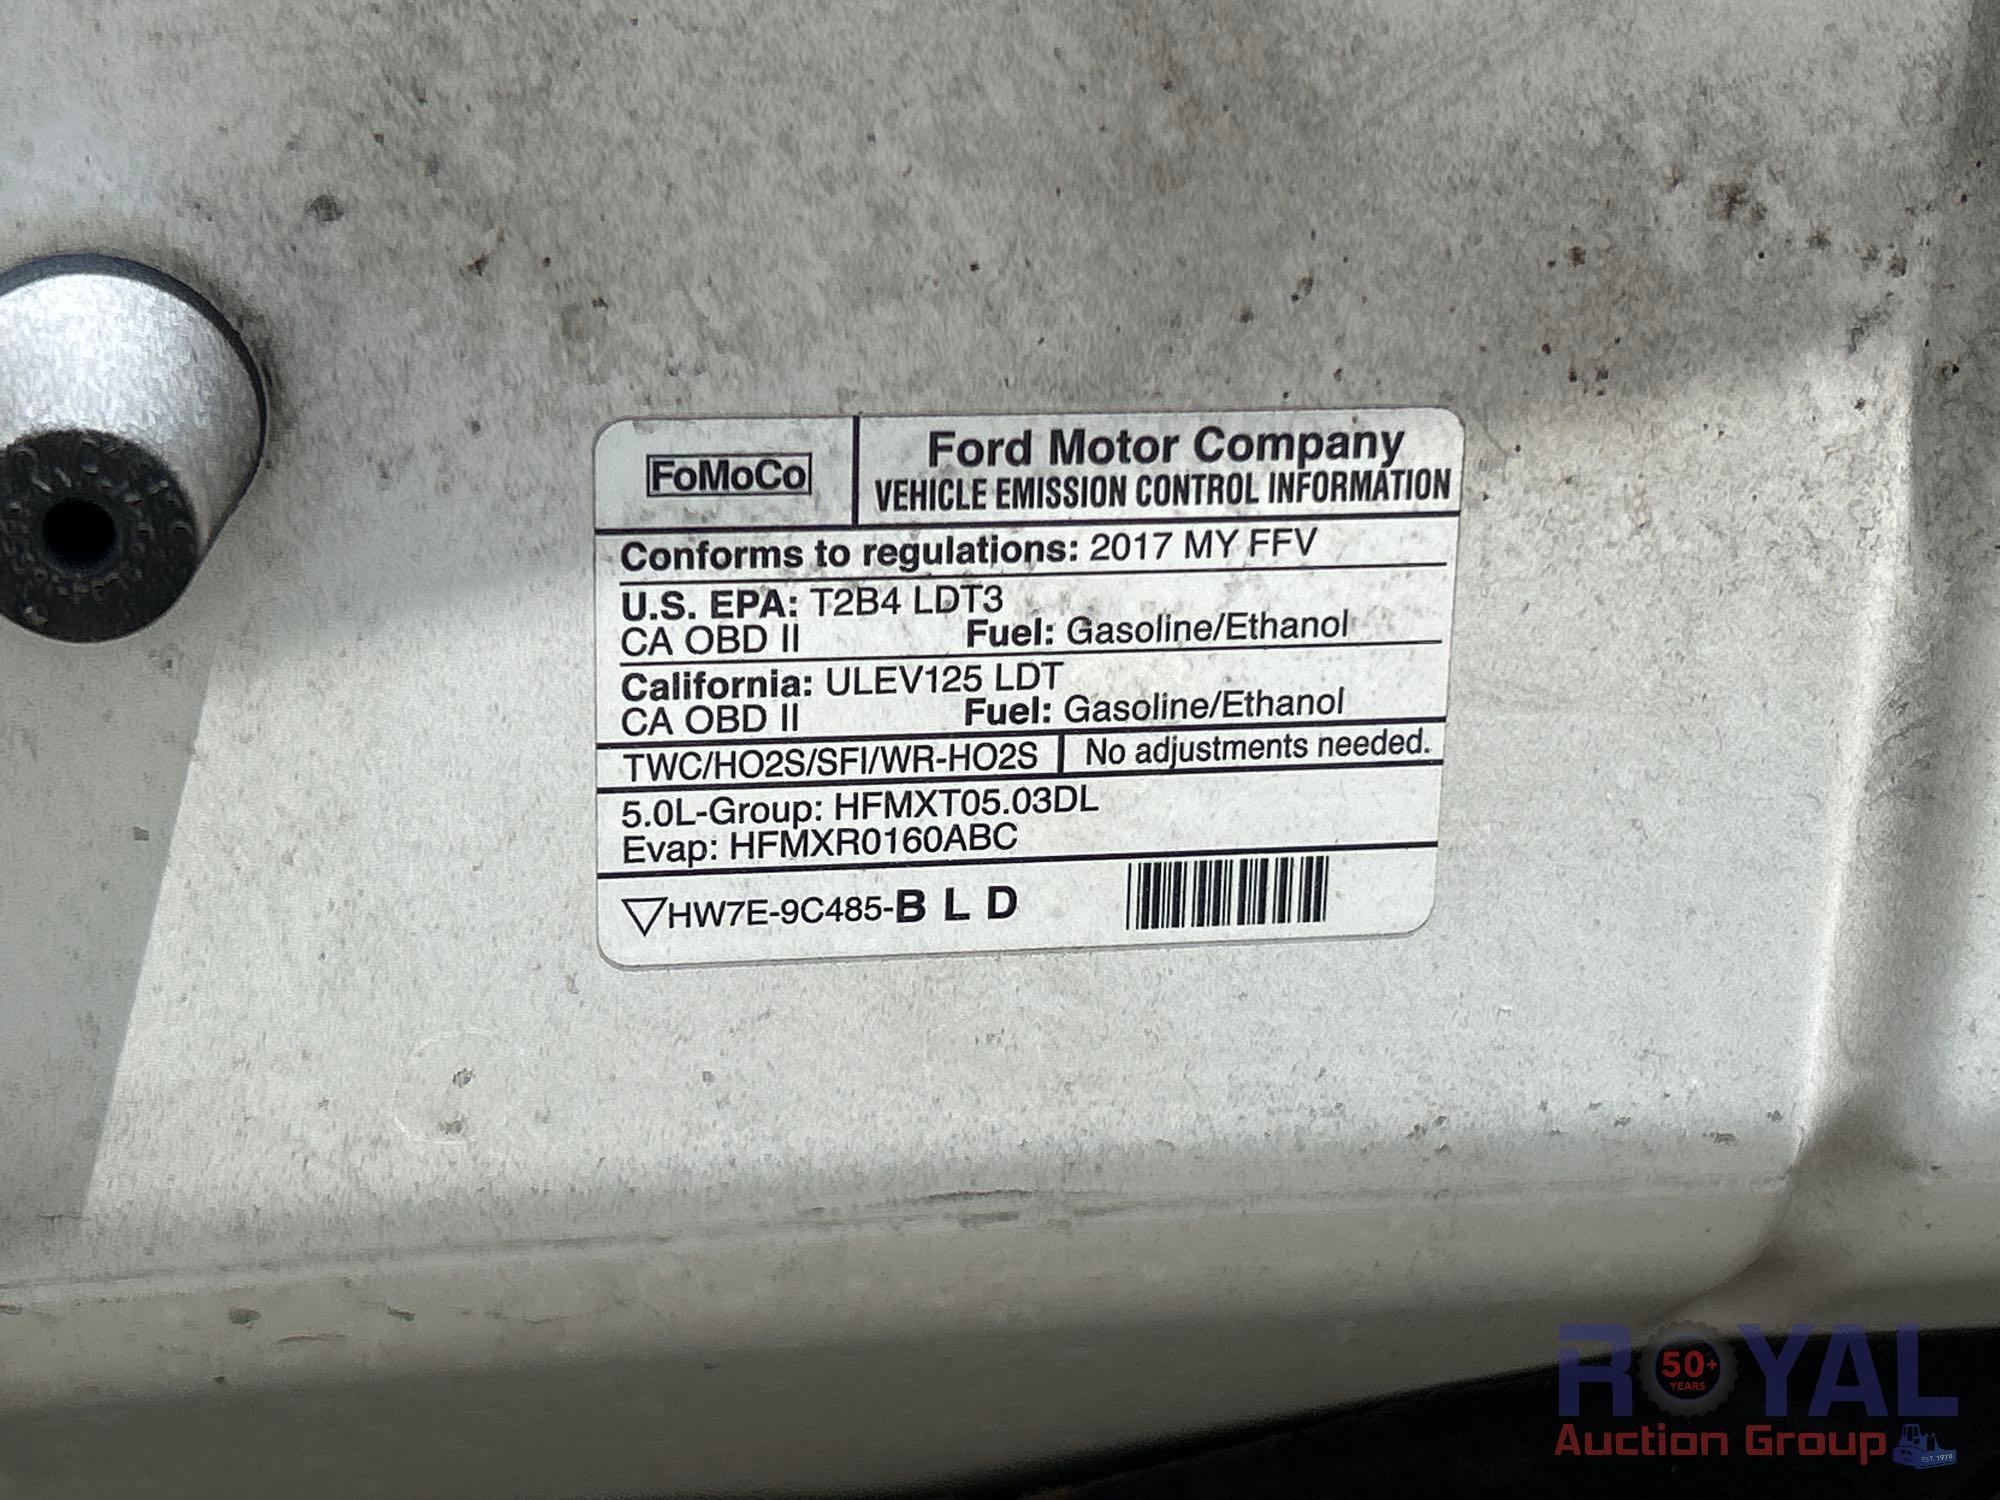 FoMoCo
Ford Motor Company
VEHICLE EMISSION CONTROL INFORMATION
Conforms to regulations: 2017 MY FFV
U.S. EPA: T2B4 LDT3
CA OBD II Fuel: Gasoline/Ethanol
California: ULEV125 LDT
CA OBD II Fuel: Gasoline/Ethanol
TWC/HO2S/SFI/WR-HO2S No adjustments needed.
5.0L-Group: HFMXT05.03DL
Evap: HFMXR0160ABC
HW7E-9C485-B L D
ROYAL
50+
YEARS
Auction Group
EST. 1970